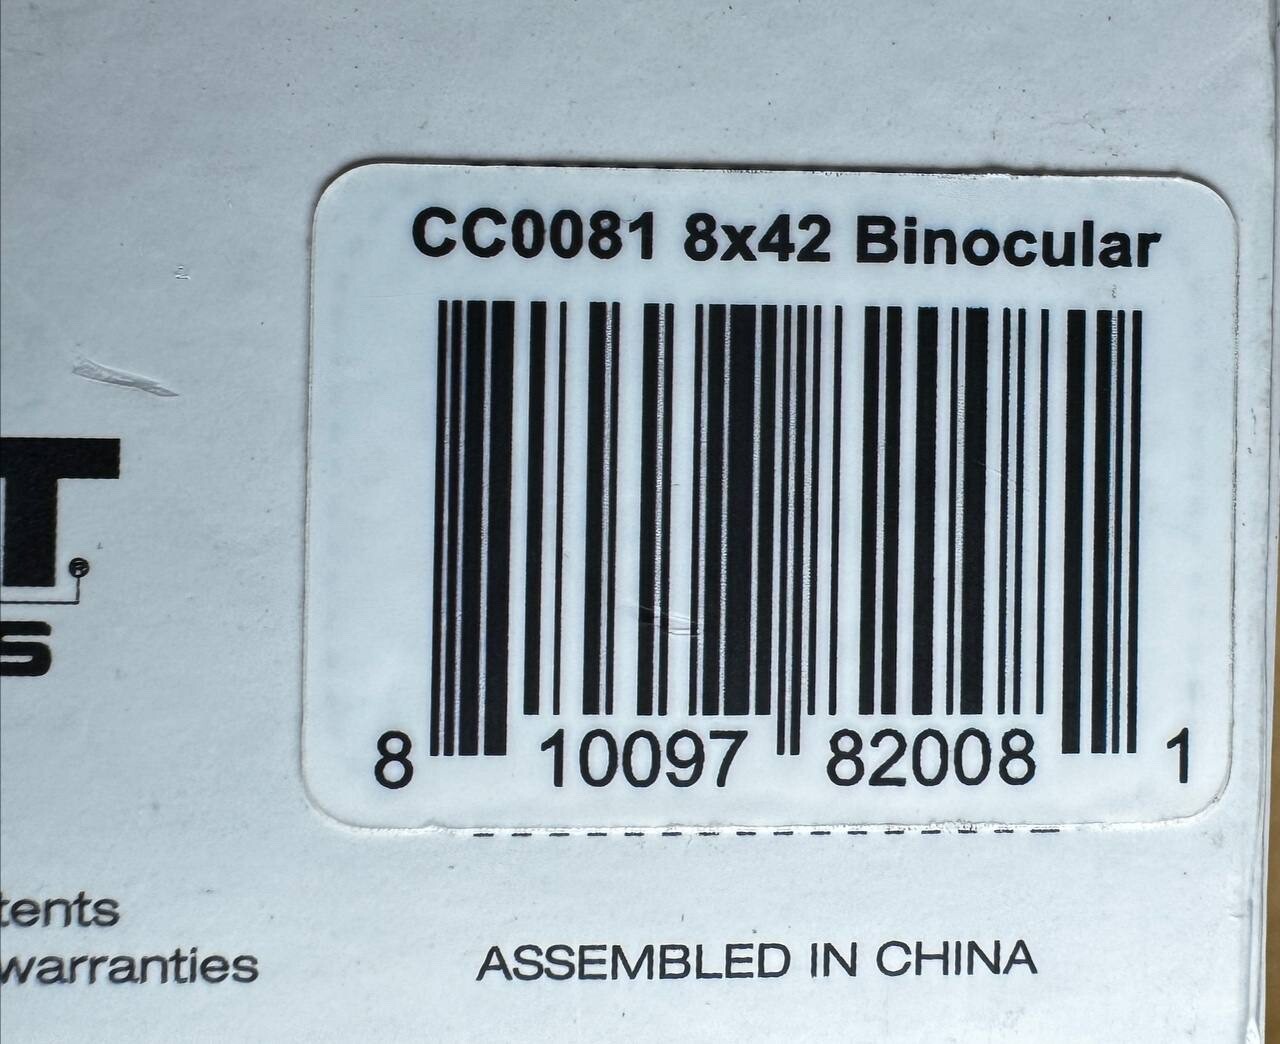 CC0081 8x42 Binocular
8 10097 82008 1
T®
S
tents
warranties
ASSEMBLED IN CHINA